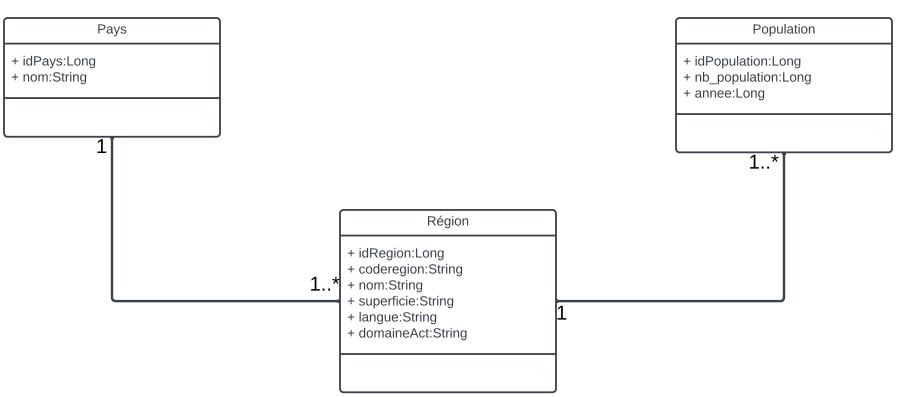 Pays
+ idPays:Long
+ nom:String
1
Population
+ idPopulation:Long
+ nb_population:Long
+ annee:Long
1..*
Région
+ idRegion:Long
+ coderegion:String
+ nom:String
+ superficie:String
+ langue:String
+ domaineAct:String
1..*
1